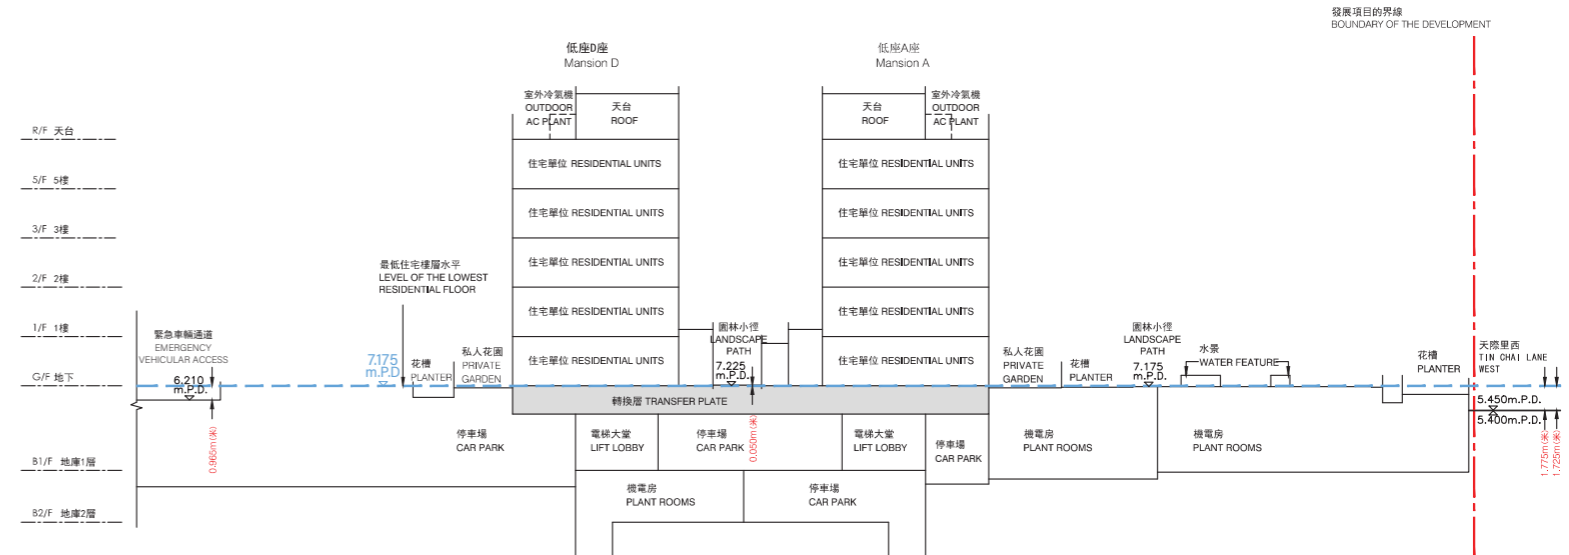 發展項目的界線
BOUNDARY OF THE DEVELOPMENT
低座D座
Mansion D
低座A座
Mansion A
室外冷氣機
OUTDOOR
AC PLANT
天台
ROOF
天台
ROOF
室外冷氣機
OUTDOOR
AC PLANT
R/F 天台
住宅單位 RESIDENTIAL UNITS
住宅單位 RESIDENTIAL UNITS
5/F 5樓
住宅單位 RESIDENTIAL UNITS
住宅單位 RESIDENTIAL UNITS
3/F 3樓
住宅單位 RESIDENTIAL UNITS
住宅單位 RESIDENTIAL UNITS
最低住宅樓層水平
LEVEL OF THE LOWEST
RESIDENTIAL FLOOR
2/F 2樓
住宅單位 RESIDENTIAL UNITS
住宅單位 RESIDENTIAL UNITS
1/F 1樓
緊急車輛通道
EMERGENCY
VEHICULAR ACCESS
6.210
m.P.D.
7.175
m.P.D
花槽
PLANTER
私人花園
PRIVATE
GARDEN
住宅單位 RESIDENTIAL UNITS
園林小徑
LANDSCAPE
PATH
7.225
m.P.D.
住宅單位 RESIDENTIAL UNITS
私人花園
PRIVATE
GARDEN
花槽
PLANTER
園林小徑
LANDSCAPE
PATH
7.175
m.P.D.
水景
WATER FEATURE
花槽
PLANTER
天際里西
TIN CHAI LANE
WEST
G/F 地下
轉換層 TRANSFER PLATE
5.450m.P.D.
5.400m.P.D.
0.965m(米)
停車場
CAR PARK
電梯大堂
LIFT LOBBY
停車場
CAR PARK
0.050m(米)
電梯大堂
LIFT LOBBY
停車場
CAR PARK
機電房
PLANT ROOMS
機電房
PLANT ROOMS
1.775m(米)
1.725m(米)
B1/F 地庫1層
機電房
PLANT ROOMS
停車場
CAR PARK
B2/F 地庫2層